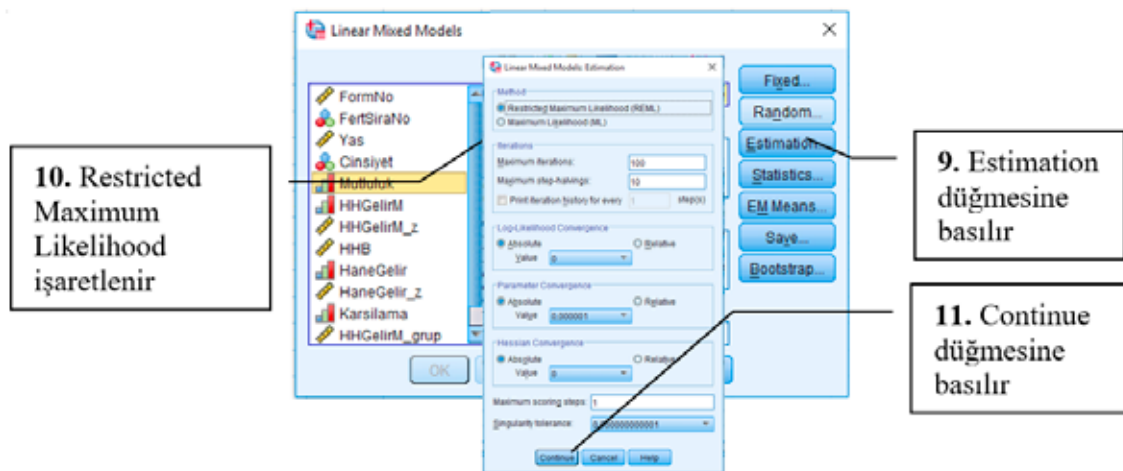 Linear Mixed Models
FormNo
FertSiraNo
Yas
Cinsiyet
Mutluluk
HHGelirM
HHGelirM_z
HHB
HaneGelir
HaneGelir_z
Karsilama
HHGelirM_grup
OK
Linear Mixed Models Estimation
Method
Restricted Maximum Likelihood (REML)
Maximum Likelihood (ML)
Iterations
Maximum iterations: 100
Maximum step-halvings: 10
Print iteration history for every 1 step(s)
Log-Likelihood Convergence
Absolute Relative
Value 0
Parameter Convergence
Absolute Relative
Value 0,000001
Hessian Convergence
Absolute Relative
Value 0
Maximum scoring steps: 1
Singularity tolerance: 0,000000000001
Continue Cancel Help
Fixed...
Random...
Estimation...
Statistics...
EM Means...
Save...
Bootstrap...
10. Restricted
Maximum
Likelihood
işaretlenir
9. Estimation
düğmesine
basılır
11. Continue
düğmesine
basılır